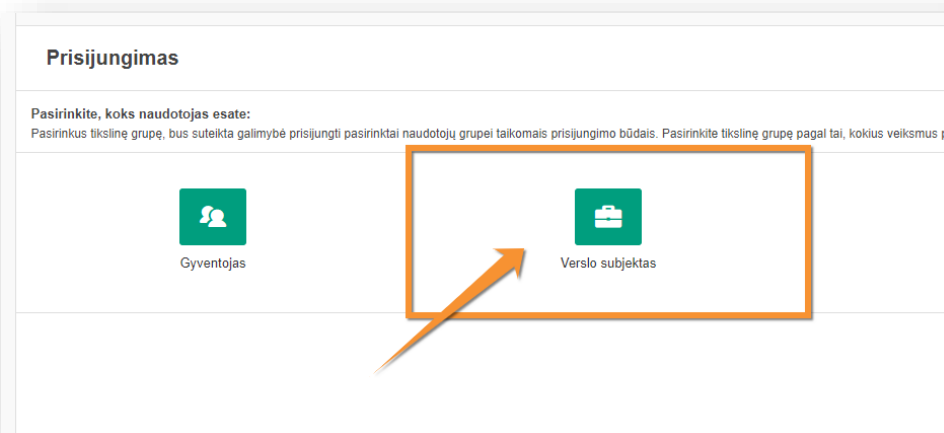 Prisijungimas
Pasirinkite, koks naudotojas esate:
Pasirinkus tikslinę grupę, bus suteikta galimybė prisijungti pasirinktai naudotojų grupei taikomais prisijungimo būdais. Pasirinkite tikslinę grupę pagal tai, kokius veiksmus
Gyventojas
Verslo subjektas